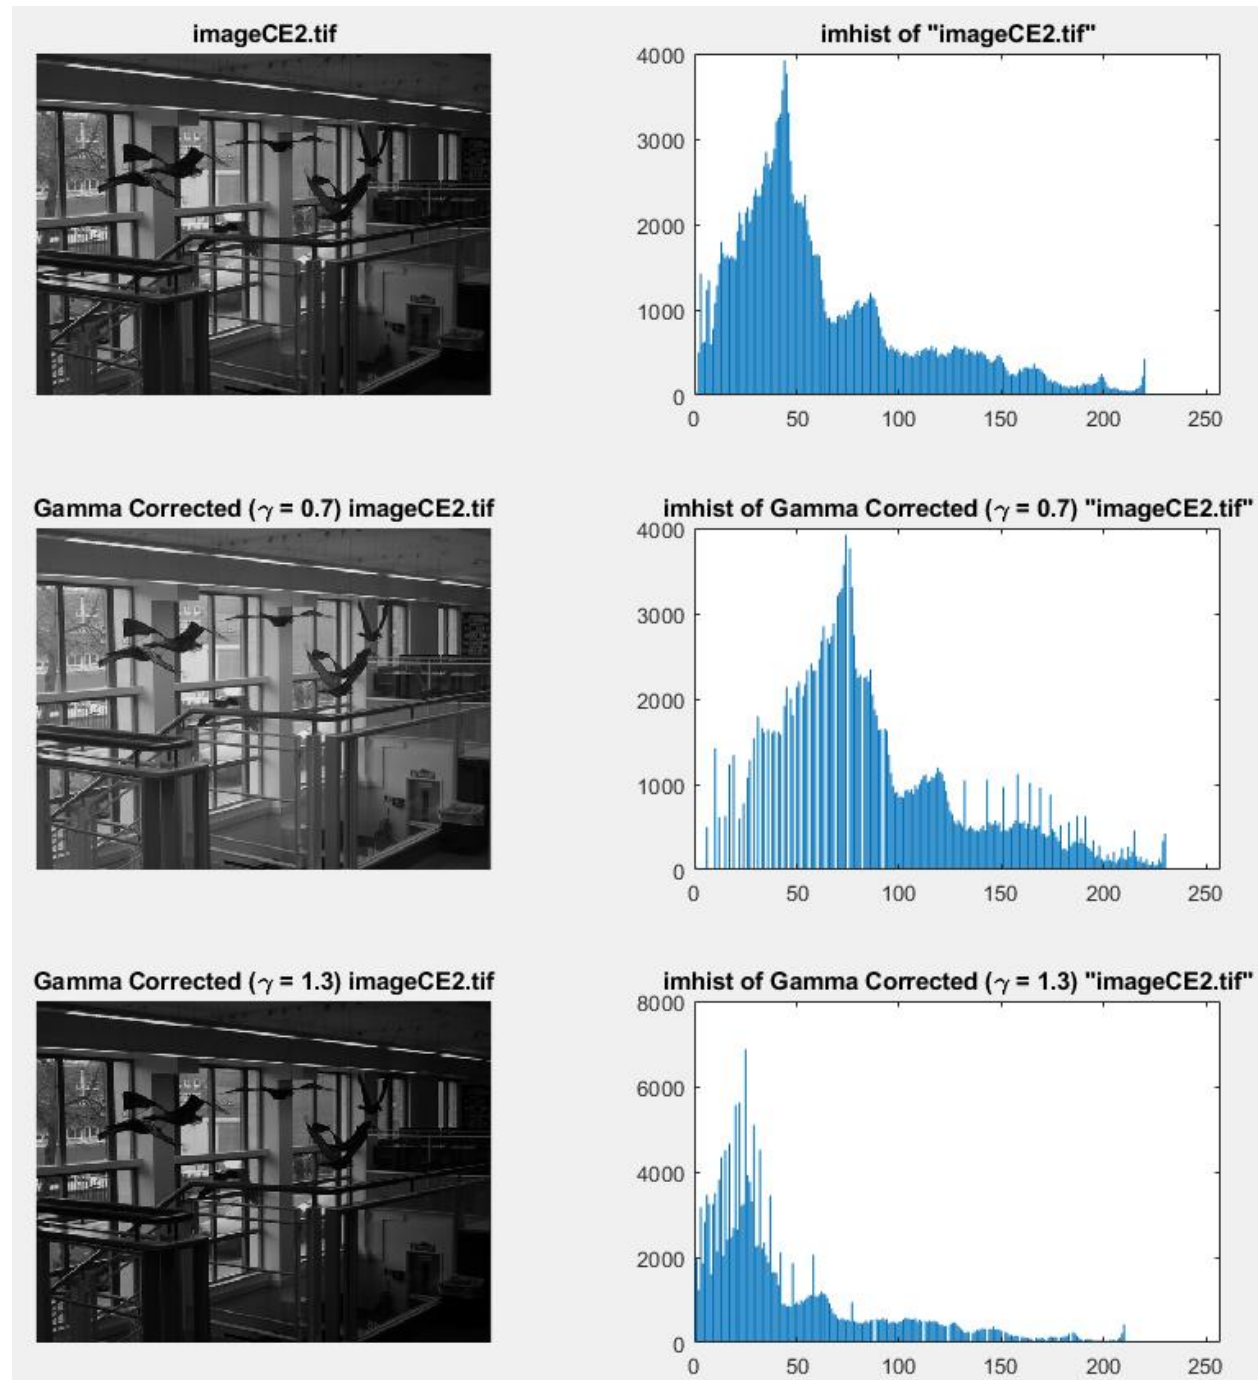 imageCE2.tif
imhist of "imageCE2.tif"
4000
3000
2000
1000
0
0 50 100 150 200 250
Gamma Corrected (γ = 0.7) imageCE2.tif
imhist of Gamma Corrected (γ = 0.7) "imageCE2.tif"
4000
3000
2000
1000
0
0 50 100 150 200 250
Gamma Corrected (γ = 1.3) imageCE2.tif
imhist of Gamma Corrected (γ = 1.3) "imageCE2.tif"
8000
6000
4000
2000
0
0 50 100 150 200 250